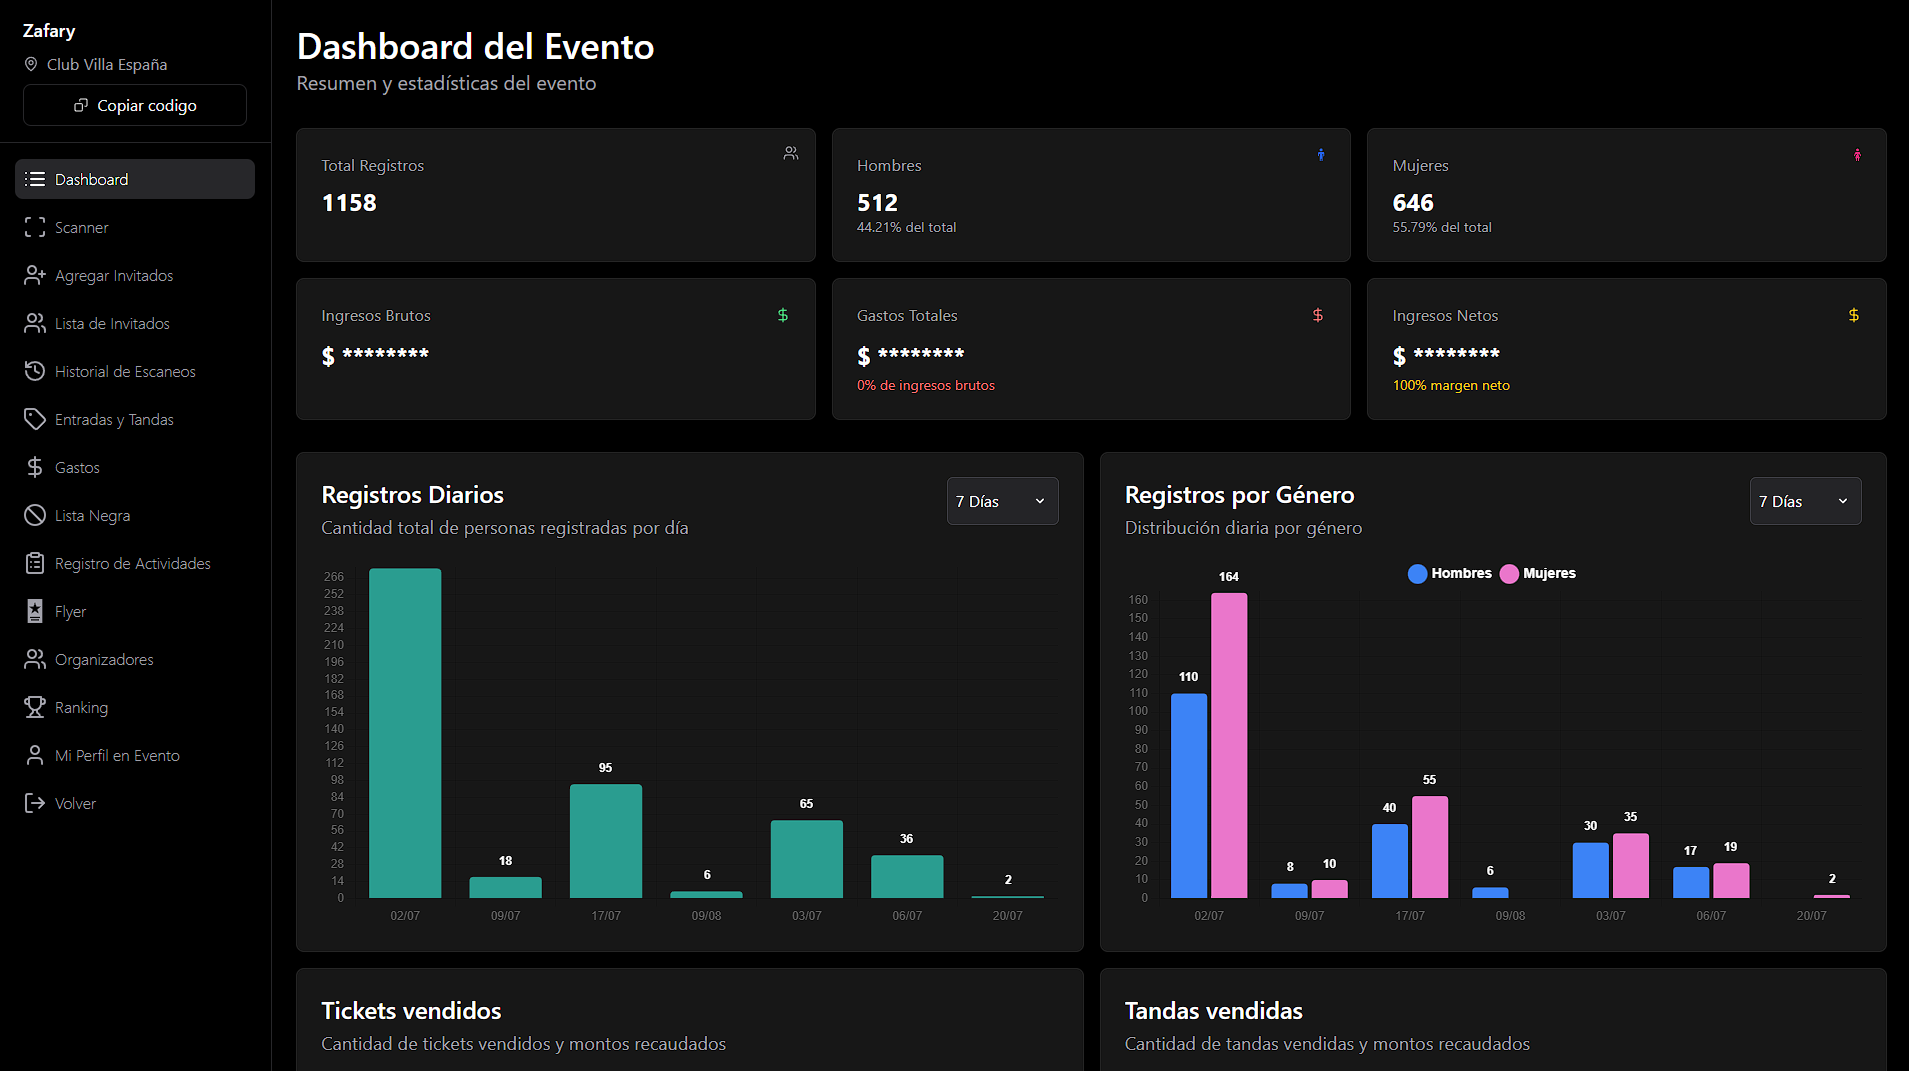 Zafary
Club Villa España
Copiar codigo
Dashboard
Scanner
Agregar Invitados
Lista de Invitados
Historial de Escaneos
Entradas y Tandas
Gastos
Lista Negra
Registro de Actividades
Flyer
Organizadores
Ranking
Mi Perfil en Evento
Volver
Dashboard del Evento
Resumen y estadísticas del evento
Total Registros
1158
Hombres
512
44.21% del total
Mujeres
646
55.79% del total
Ingresos Brutos
$
$ ********
Gastos Totales
$
$ ********
0% de ingresos brutos
Ingresos Netos
$
$ ********
100% margen neto
Registros Diarios
Cantidad total de personas registradas por día
7 Días
266
252
238
224
210
196
182
168
154
140
126
112
98
84
70
56
42
28
14
0
18
95
6
65
36
2
02/07
09/07
17/07
09/08
03/07
06/07
20/07
Registros por Género
Distribución diaria por género
7 Días
Hombres
Mujeres
160
150
140
130
120
110
100
90
80
70
60
50
40
30
20
10
0
110
164
8
10
40
55
6
30
35
17
19
2
02/07
09/07
17/07
09/08
03/07
06/07
20/07
Tickets vendidos
Cantidad de tickets vendidos y montos recaudados
Tandas vendidas
Cantidad de tandas vendidas y montos recaudados